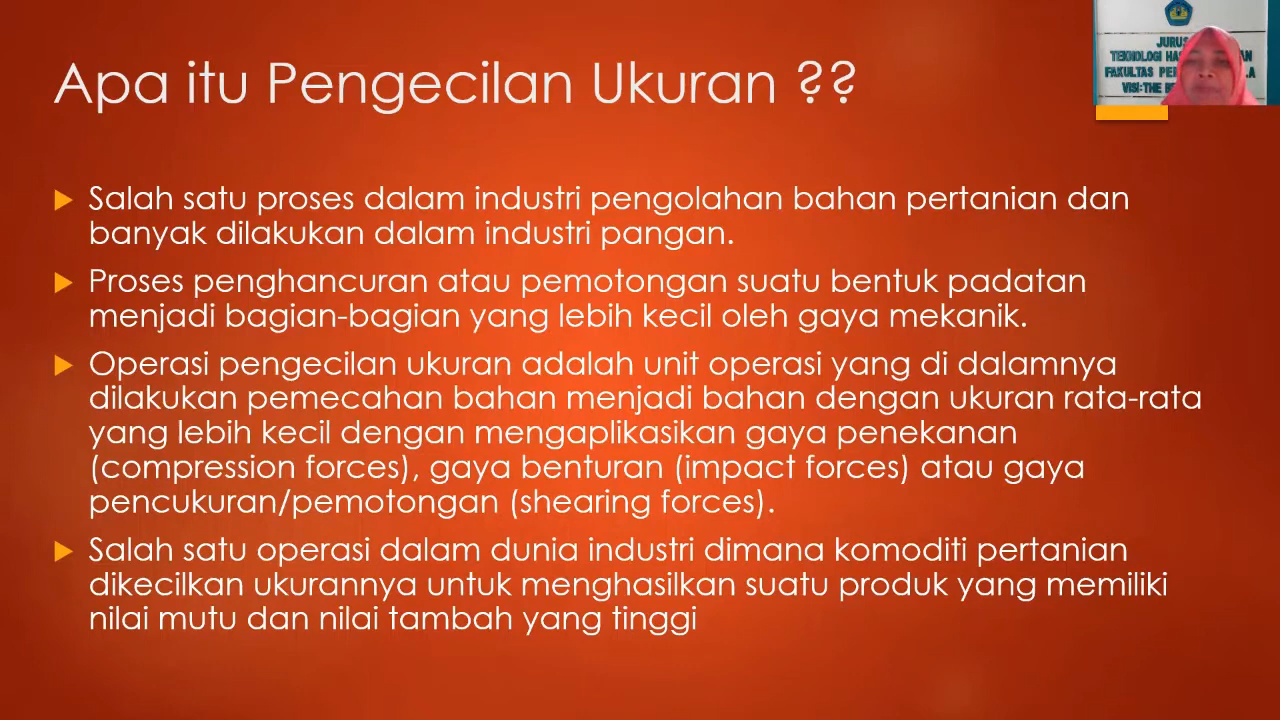 Apa itu Pengecilan Ukuran ??
Salah satu proses dalam industri pengolahan bahan pertanian dan
banyak dilakukan dalam industri pangan.
Proses penghancuran atau pemotongan suatu bentuk padatan
menjadi bagian-bagian yang lebih kecil oleh gaya mekanik.
Operasi pengecilan ukuran adalah unit operasi yang di dalamnya
dilakukan pemecahan bahan menjadi bahan dengan ukuran rata-rata
yang lebih kecil dengan mengaplikasikan gaya penekanan
(compression forces), gaya benturan (impact forces) atau gaya
pencukuran/pemotongan (shearing forces).
Salah satu operasi dalam dunia industri dimana komoditi pertanian
dikecilkan ukurannya untuk menghasilkan suatu produk yang memiliki
nilai mutu dan nilai tambah yang tinggi
TEKNOLOGI
FAKULTAS
VISI:THE